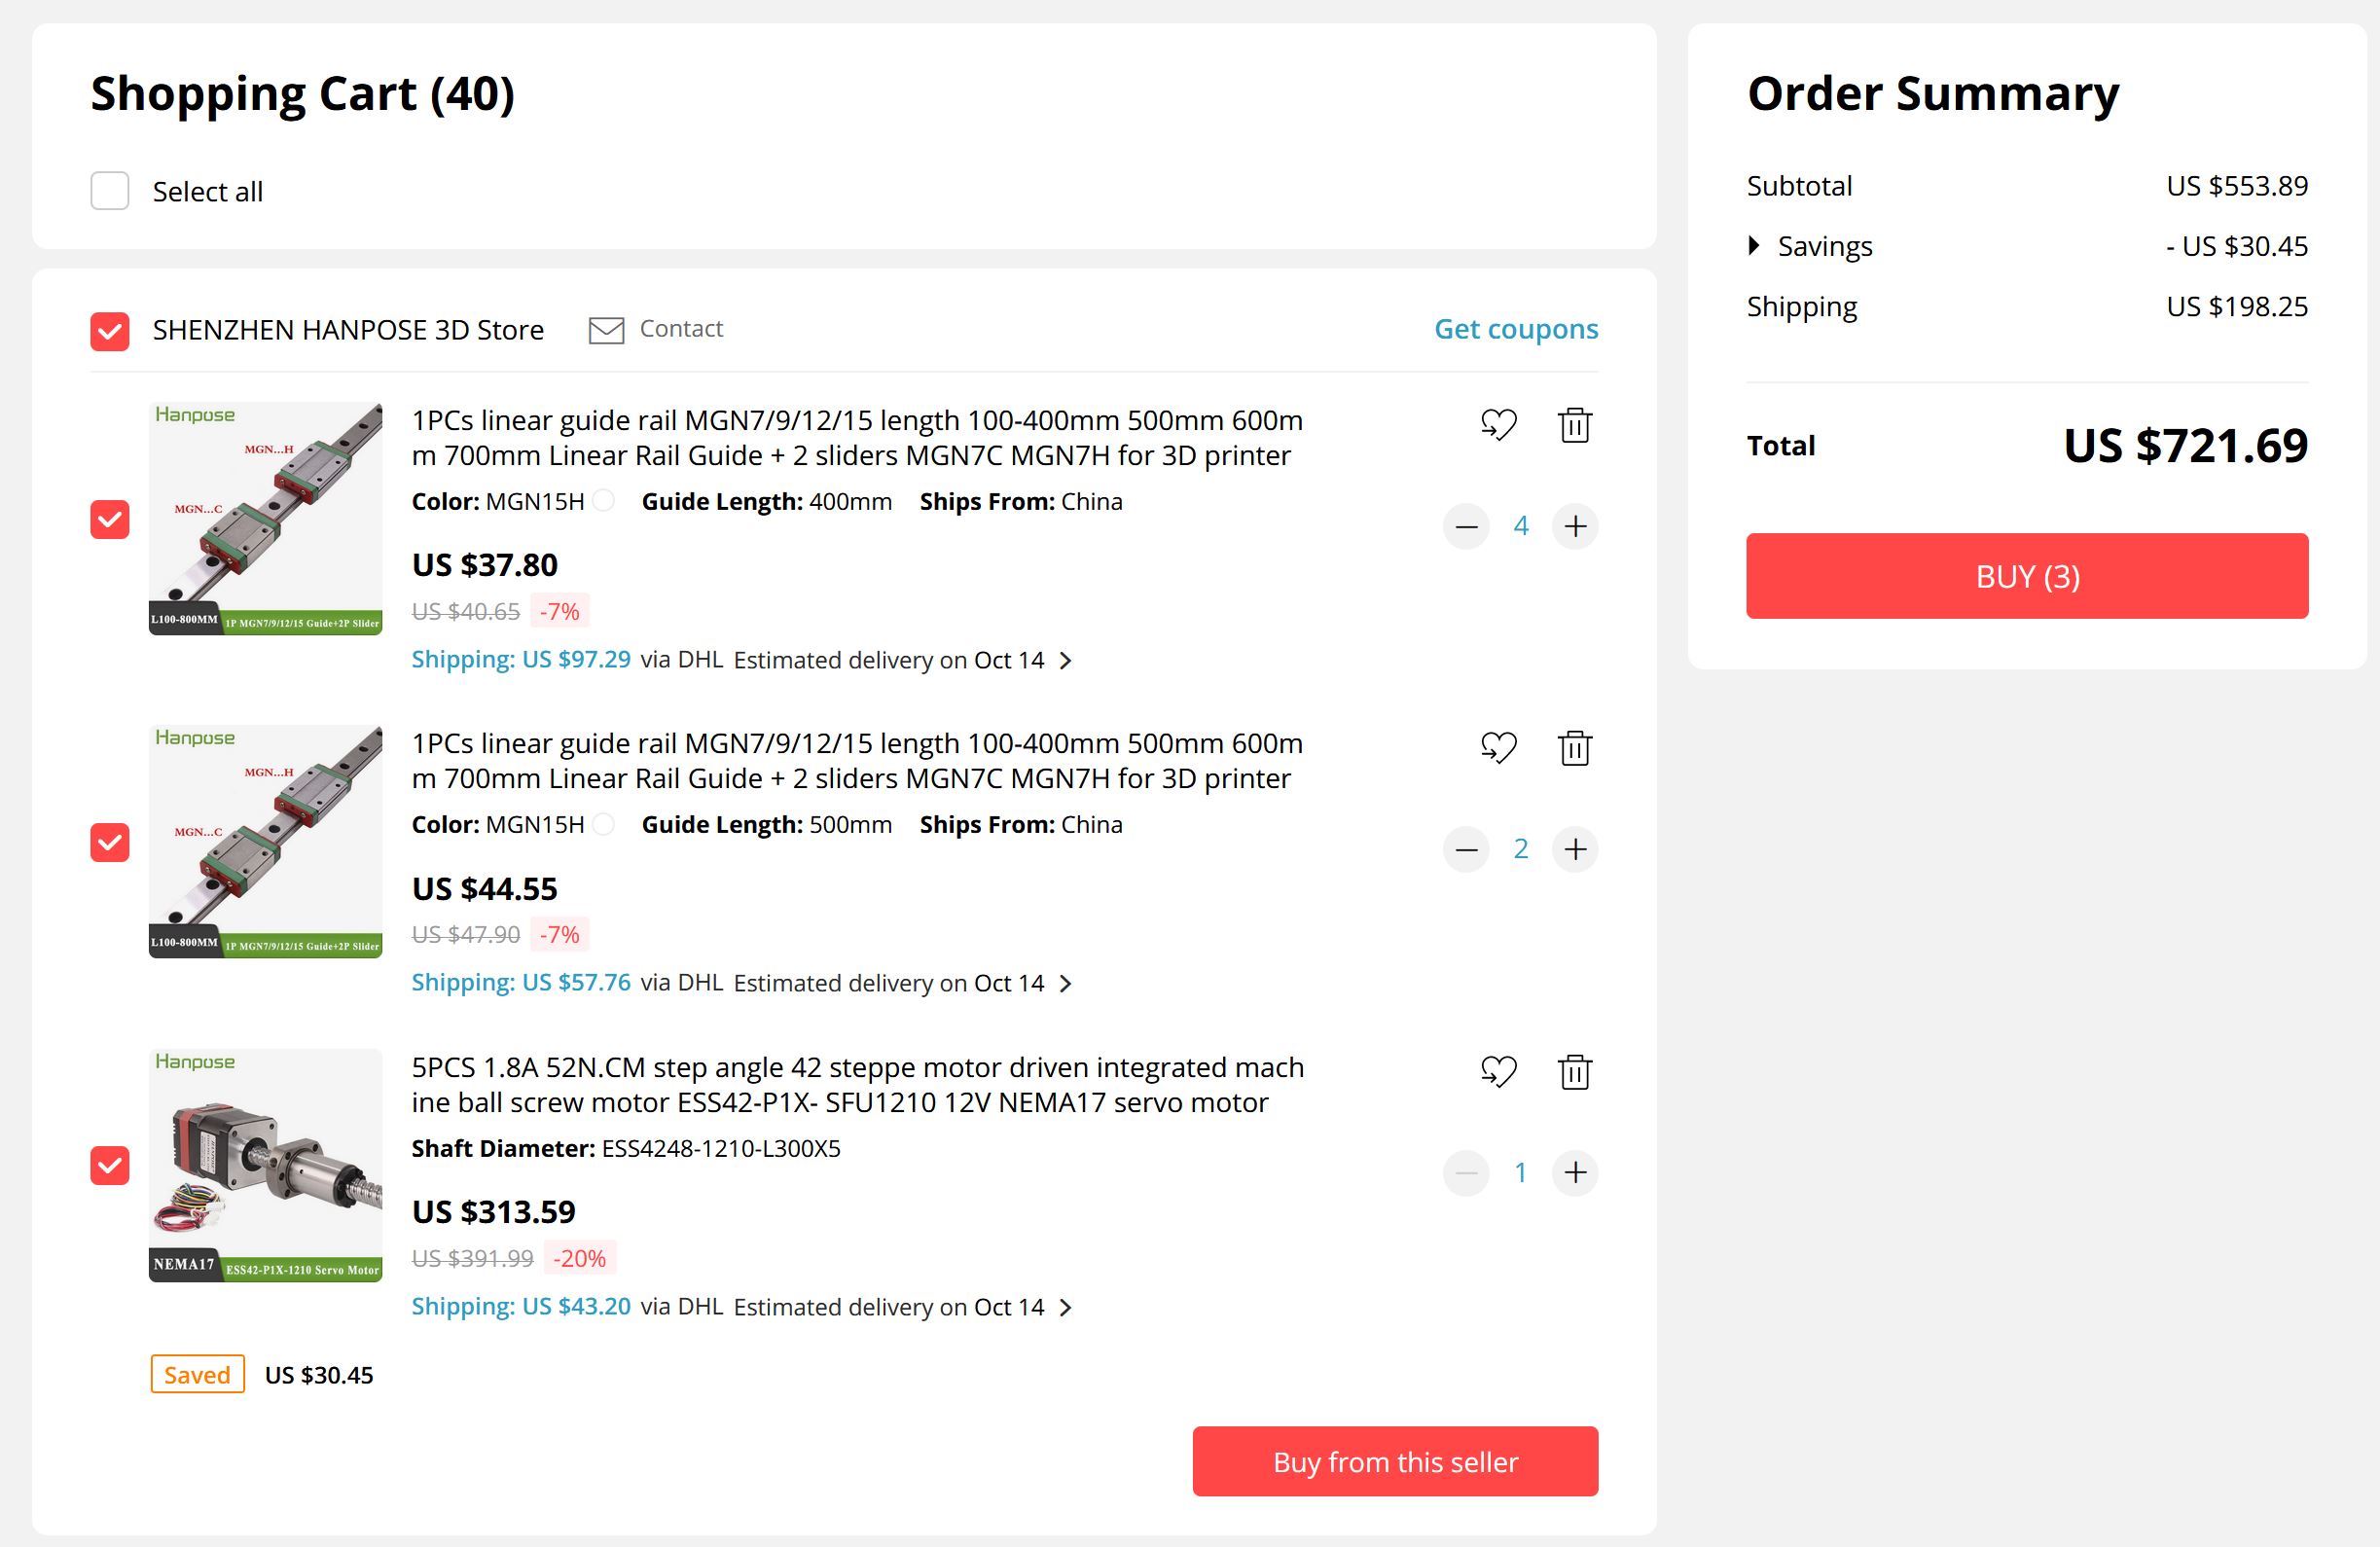 Shopping Cart (40)
Select all
SHENZHEN HANPOSE 3D Store Contact Get coupons
Hanpose
MGN...H
MGN...C
L100-800MM 1P MGN7/9/12/15 Guide+2P Slider
1PCs linear guide rail MGN7/9/12/15 length 100-400mm 500mm 600m
m 700mm Linear Rail Guide + 2 sliders MGN7C MGN7H for 3D printer
Color: MGN15H Guide Length: 400mm Ships From: China
4
US $37.80
US $40.65 -7%
Shipping: US $97.29 via DHL Estimated delivery on Oct 14
Hanpose
MGN...H
MGN...C
L100-800MM 1P MGN7/9/12/15 Guide+2P Slider
1PCs linear guide rail MGN7/9/12/15 length 100-400mm 500mm 600m
m 700mm Linear Rail Guide + 2 sliders MGN7C MGN7H for 3D printer
Color: MGN15H Guide Length: 500mm Ships From: China
2
US $44.55
US $47.90 -7%
Shipping: US $57.76 via DHL Estimated delivery on Oct 14
Hanpose
NEMA17 ESS42-P1X-1210 Servo Motor
5PCS 1.8A 52N.CM step angle 42 steppe motor driven integrated mach
ine ball screw motor ESS42-P1X- SFU1210 12V NEMA17 servo motor
Shaft Diameter: ESS4248-1210-L300X5
1
US $313.59
US $391.99 -20%
Shipping: US $43.20 via DHL Estimated delivery on Oct 14
Saved US $30.45
Buy from this seller
Order Summary
Subtotal US $553.89
Savings - US $30.45
Shipping US $198.25
Total US $721.69
BUY (3)